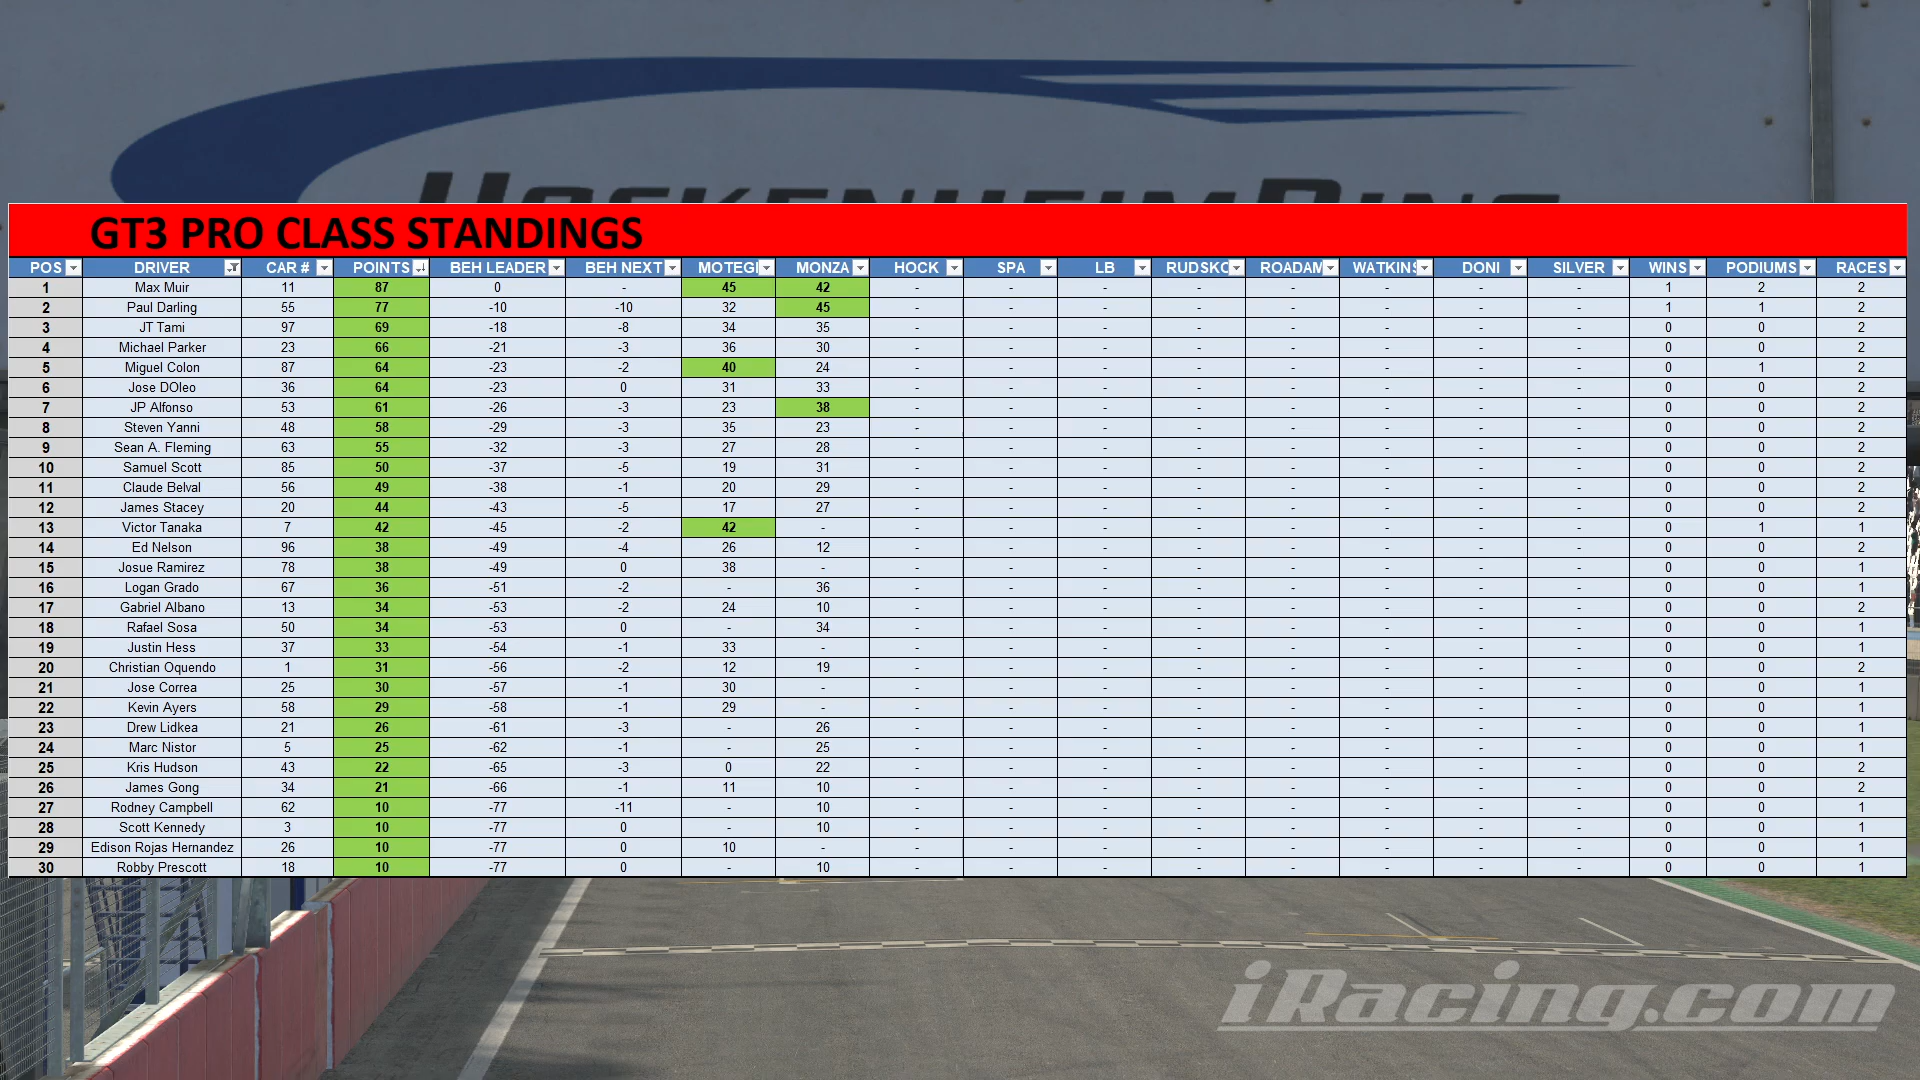 HOCKENHEIMRING
GT3 PRO CLASS STANDINGS
POS DRIVER CAR # POINTS BEH LEADER BEH NEXT MOTEGI MONZA HOCK SPA LB RUDSKO ROADAM WATKINS DONI SILVER WINS PODIUMS RACES
1 Max Muir 11 87 0 - 45 42 - - - - - - - - 1 2 2
2 Paul Darling 55 77 -10 -10 32 45 - - - - - - - - 1 1 2
3 JT Tami 97 69 -18 -8 34 35 - - - - - - - - 0 0 2
4 Michael Parker 23 66 -21 -3 36 30 - - - - - - - - 0 0 2
5 Miguel Colon 87 64 -23 -2 40 24 - - - - - - - - 0 1 2
6 Jose DOleo 36 64 -23 0 31 33 - - - - - - - - 0 0 2
7 JP Alfonso 53 61 -26 -3 23 38 - - - - - - - - 0 0 2
8 Steven Yanni 48 58 -29 -3 35 23 - - - - - - - - 0 0 2
9 Sean A. Fleming 63 55 -32 -3 27 28 - - - - - - - - 0 0 2
10 Samuel Scott 85 50 -37 -5 19 31 - - - - - - - - 0 0 2
11 Claude Belval 56 49 -38 -1 20 29 - - - - - - - - 0 0 2
12 James Stacey 20 44 -43 -5 17 27 - - - - - - - - 0 0 2
13 Victor Tanaka 7 42 -45 -2 42 - - - - - - - - - 0 1 1
14 Ed Nelson 96 38 -49 -4 26 12 - - - - - - - - 0 0 2
15 Josue Ramirez 78 38 -49 0 38 - - - - - - - - - 0 0 1
16 Logan Grado 67 36 -51 -2 - 36 - - - - - - - - 0 0 1
17 Gabriel Albano 13 34 -53 -2 24 10 - - - - - - - - 0 0 2
18 Rafael Sosa 50 34 -53 0 - 34 - - - - - - - - 0 0 1
19 Justin Hess 37 33 -54 -1 33 - - - - - - - - - 0 0 1
20 Christian Oquendo 1 31 -56 -2 12 19 - - - - - - - - 0 0 2
21 Jose Correa 25 30 -57 -1 30 - - - - - - - - - 0 0 1
22 Kevin Ayers 58 29 -58 -1 29 - - - - - - - - - 0 0 1
23 Drew Lidkea 21 26 -61 -3 - 26 - - - - - - - - 0 0 1
24 Marc Nistor 5 25 -62 -1 - 25 - - - - - - - - 0 0 1
25 Kris Hudson 43 22 -65 -3 0 22 - - - - - - - - 0 0 2
26 James Gong 34 21 -66 -1 11 10 - - - - - - - - 0 0 2
27 Rodney Campbell 62 10 -77 -11 - 10 - - - - - - - - 0 0 1
28 Scott Kennedy 3 10 -77 0 - 10 - - - - - - - - 0 0 1
29 Edison Rojas Hernandez 26 10 -77 0 10 - - - - - - - - - 0 0 1
30 Robby Prescott 18 10 -77 0 - 10 - - - - - - - - 0 0 1
iRacing.com